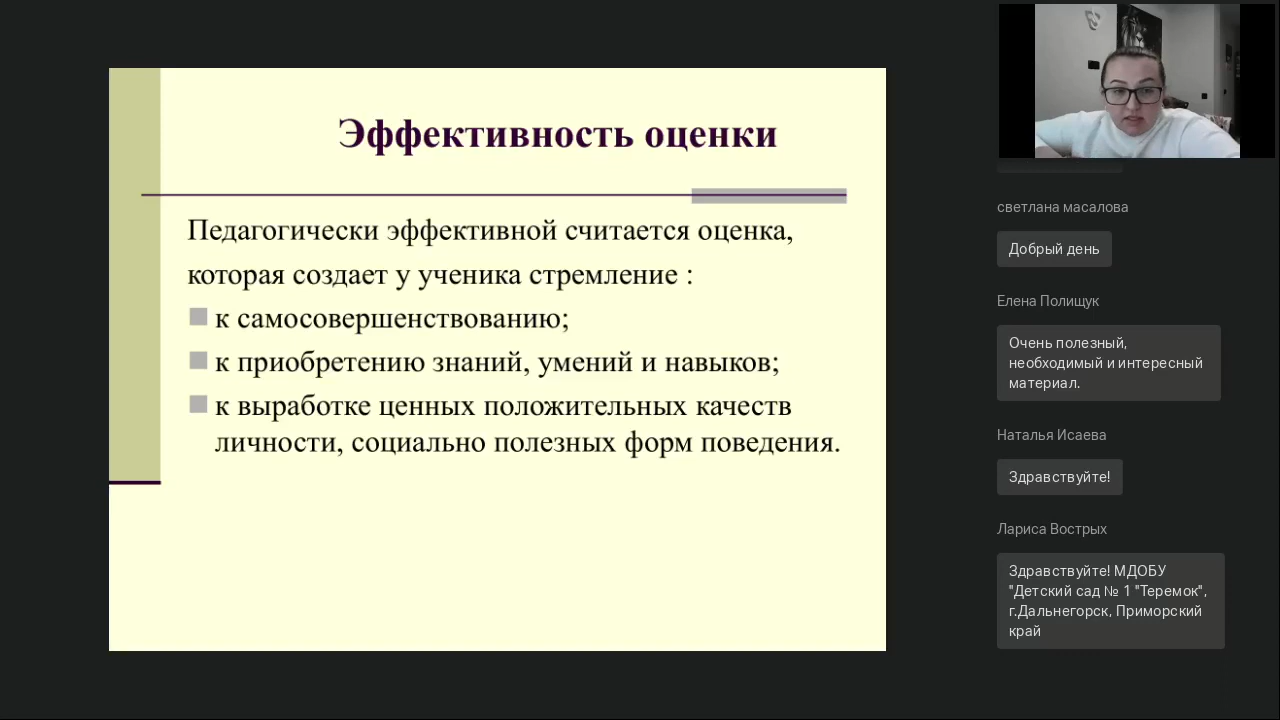 Эффективность оценки
Педагогически эффективной считается оценка,
которая создает у ученика стремление :
к самосовершенствованию;
к приобретению знаний, умений и навыков;
к выработке ценных положительных качеств
личности, социально полезных форм поведения.
светлана масалова
Добрый день
Елена Полищук
Очень полезный,
необходимый и интересный
материал.
Наталья Исаева
Здравствуйте!
Лариса Вострых
Здравствуйте! МДОБУ
"Детский сад № 1 "Теремок",
г.Дальнегорск, Приморский
край